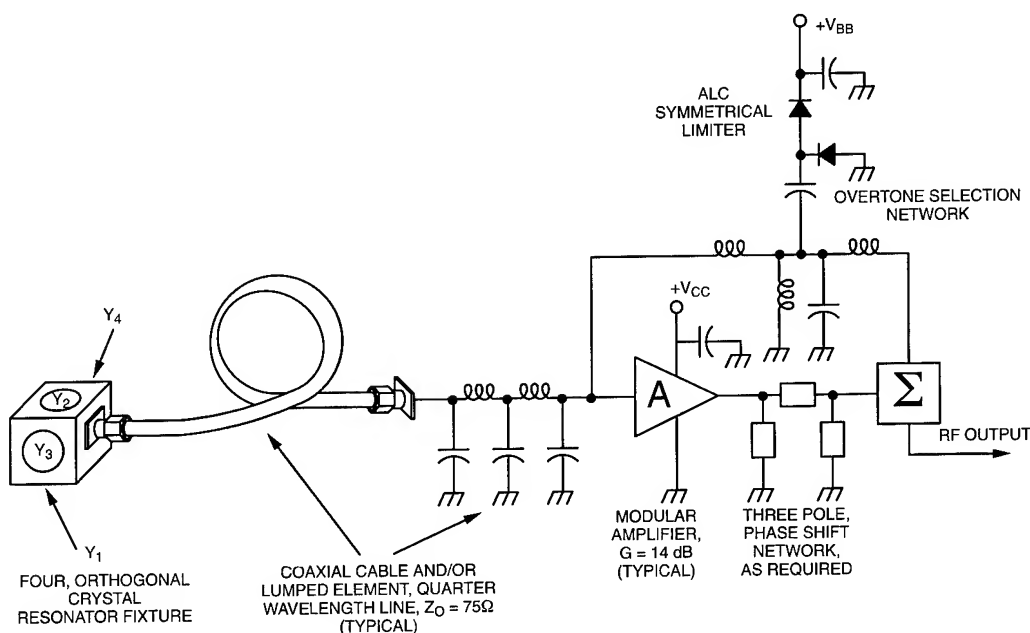 +VBB
ALC
SYMMETRICAL
LIMITER
OVERTONE SELECTION
NETWORK
+VCC
Y4
Y2
Y3
A
Σ
RF OUTPUT
Y1
FOUR, ORTHOGONAL
CRYSTAL
RESONATOR FIXTURE
COAXIAL CABLE AND/OR
LUMPED ELEMENT, QUARTER
WAVELENGTH LINE, ZO = 75Ω
(TYPICAL)
MODULAR
AMPLIFIER,
G = 14 dB
(TYPICAL)
THREE POLE,
PHASE SHIFT
NETWORK,
AS REQUIRED